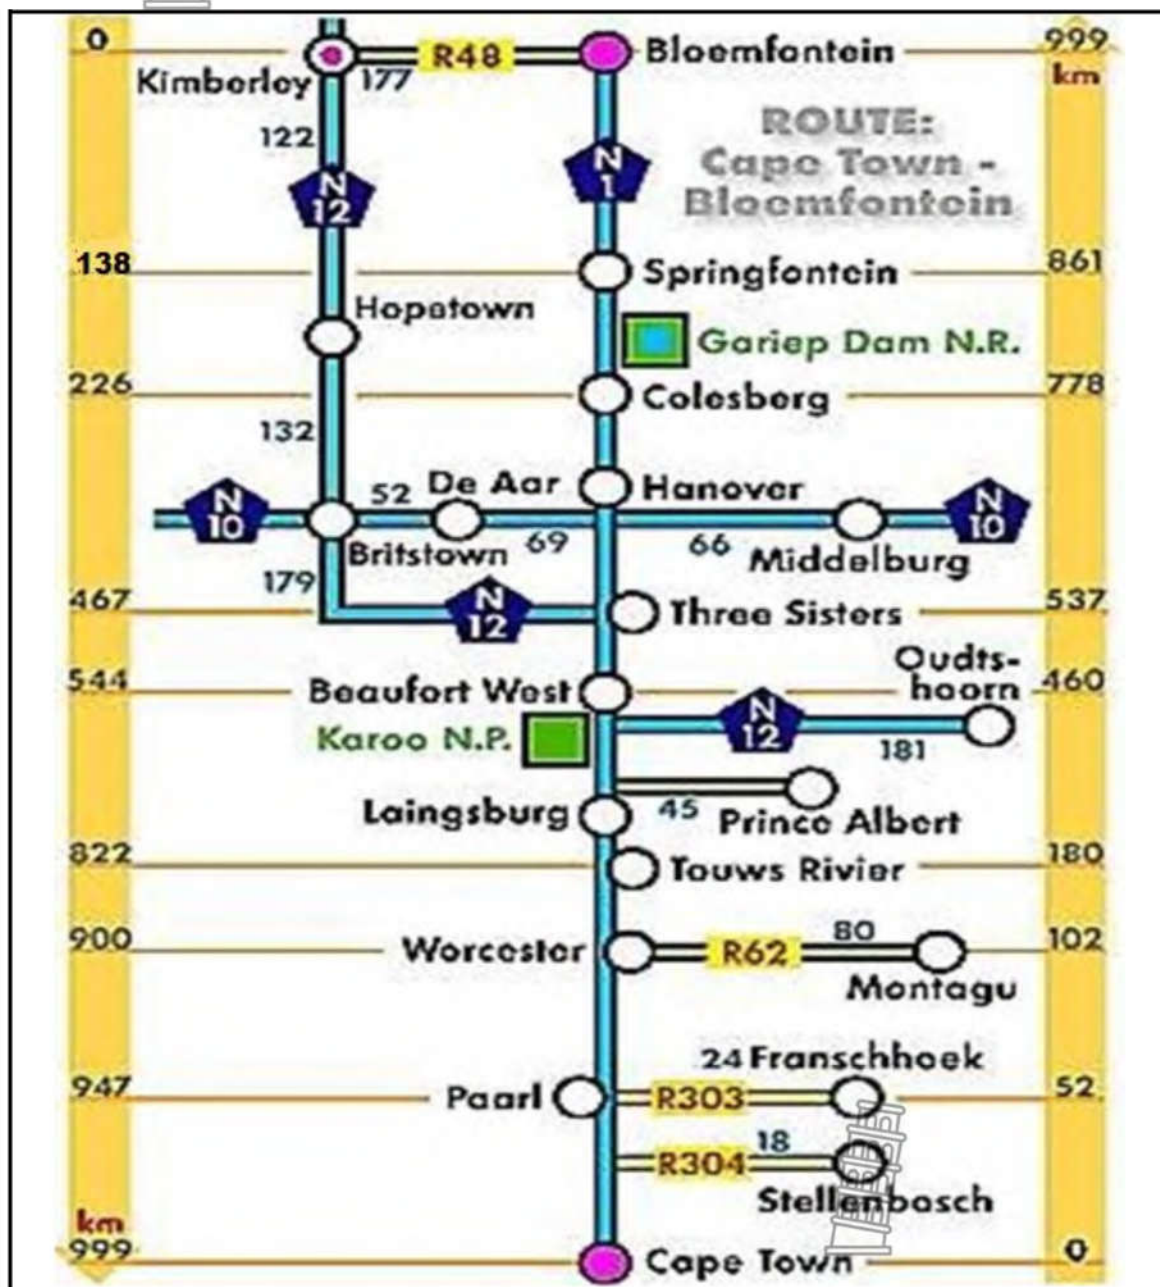 0
Kimberley
177
R48
Bloemfontein
999
km
122
N
12
N
1
ROUTE:
Cape Town -
Bloemfontein
138
Springfontein
861
Hopetown
Gariep Dam N.R.
226
Colesberg
778
132
N
10
52
De Aar
Hanover
N
10
Britstown
69
66
Middelburg
179
467
N
12
Three Sisters
537
Oudts-
hoorn
544
Beaufort West
460
Karoo N.P.
N
12
181
Laingsburg
45
Prince Albert
822
Touws Rivier
180
900
Worcester
R62
80
102
Montagu
24 Franschhoek
947
Paarl
R303
52
18
R304
Stellenbosch
km
999
Cape Town
0